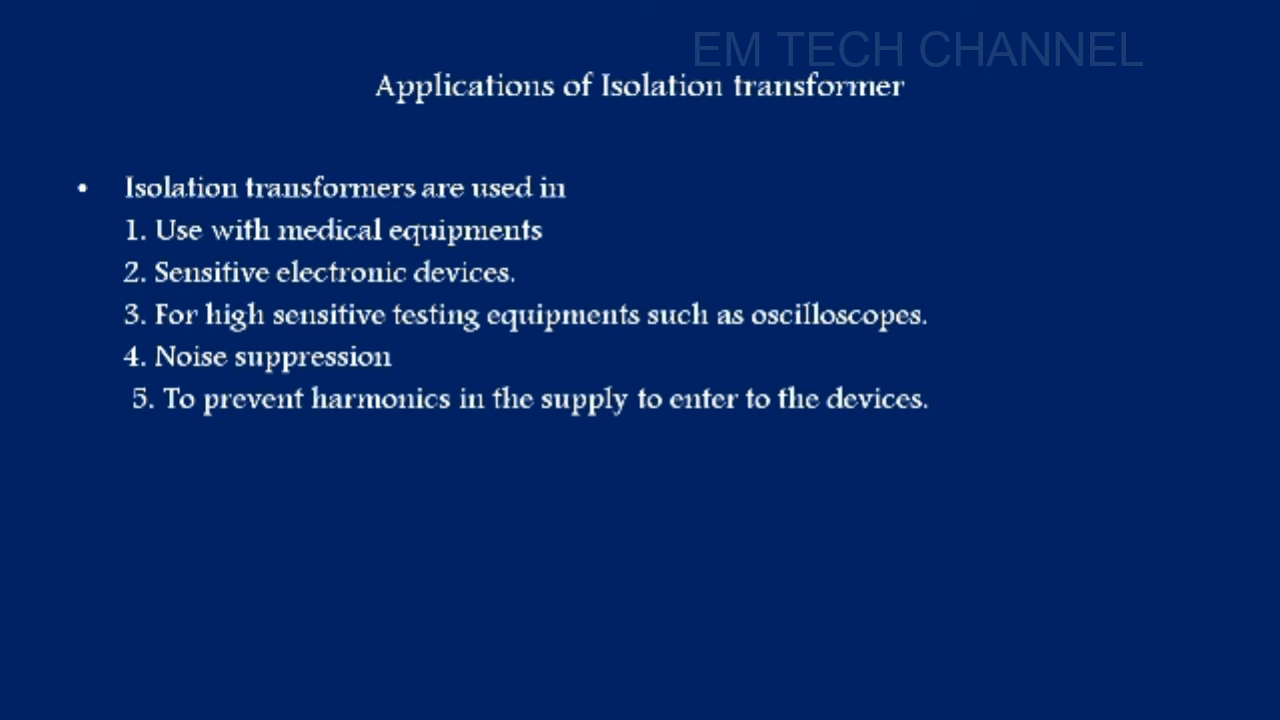 EM TECH CHANNEL
Applications of Isolation transformer
• Isolation transformers are used in
1. Use with medical equipments
2. Sensitive electronic devices.
3. For high sensitive testing equipments such as oscilloscopes.
4. Noise suppression
5. To prevent harmonics in the supply to enter to the devices.